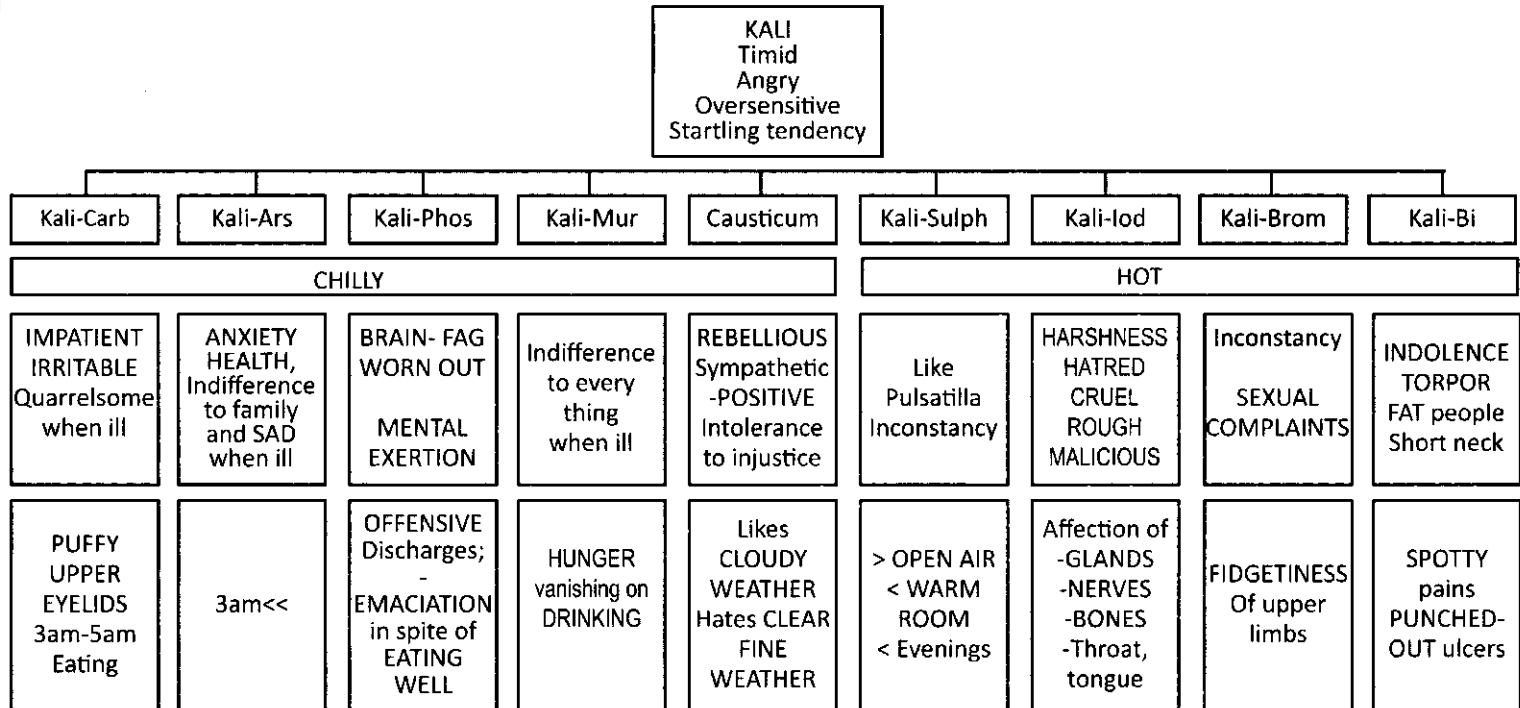 KALI
Timid
Angry
Oversensitive
Startling tendency
Kali-Carb
Kali-Ars
Kali-Phos
Kali-Mur
Causticum
Kali-Sulph
Kali-Iod
Kali-Brom
Kali-Bi
CHILLY
HOT
IMPATIENT
IRRITABLE
Quarrelsome
when ill
ANXIETY
HEALTH,
Indifference
to family
and SAD
when ill
BRAIN- FAG
WORN OUT
MENTAL
EXERTION
Indifference
to every
thing
when ill
REBELLIOUS
Sympathetic
-POSITIVE
Intolerance
to injustice
Like
Pulsatilla
Inconstancy
HARSHNESS
HATRED
CRUEL
ROUGH
MALICIOUS
Inconstancy
SEXUAL
COMPLAINTS
INDOLENCE
TORPOR
FAT people
Short neck
PUFFY
UPPER
EYELIDS
3am-5am
Eating
3am<<
OFFENSIVE
Discharges;
-
EMACIATION
in spite of
EATING
WELL
HUNGER
vanishing on
DRINKING
Likes
CLOUDY
WEATHER
Hates CLEAR
FINE
WEATHER
> OPEN AIR
< WARM
ROOM
< Evenings
Affection of
-GLANDS
-NERVES
-BONES
-Throat,
tongue
FIDGETINESS
Of upper
limbs
SPOTTY
pains
PUNCHED-
OUT ulcers